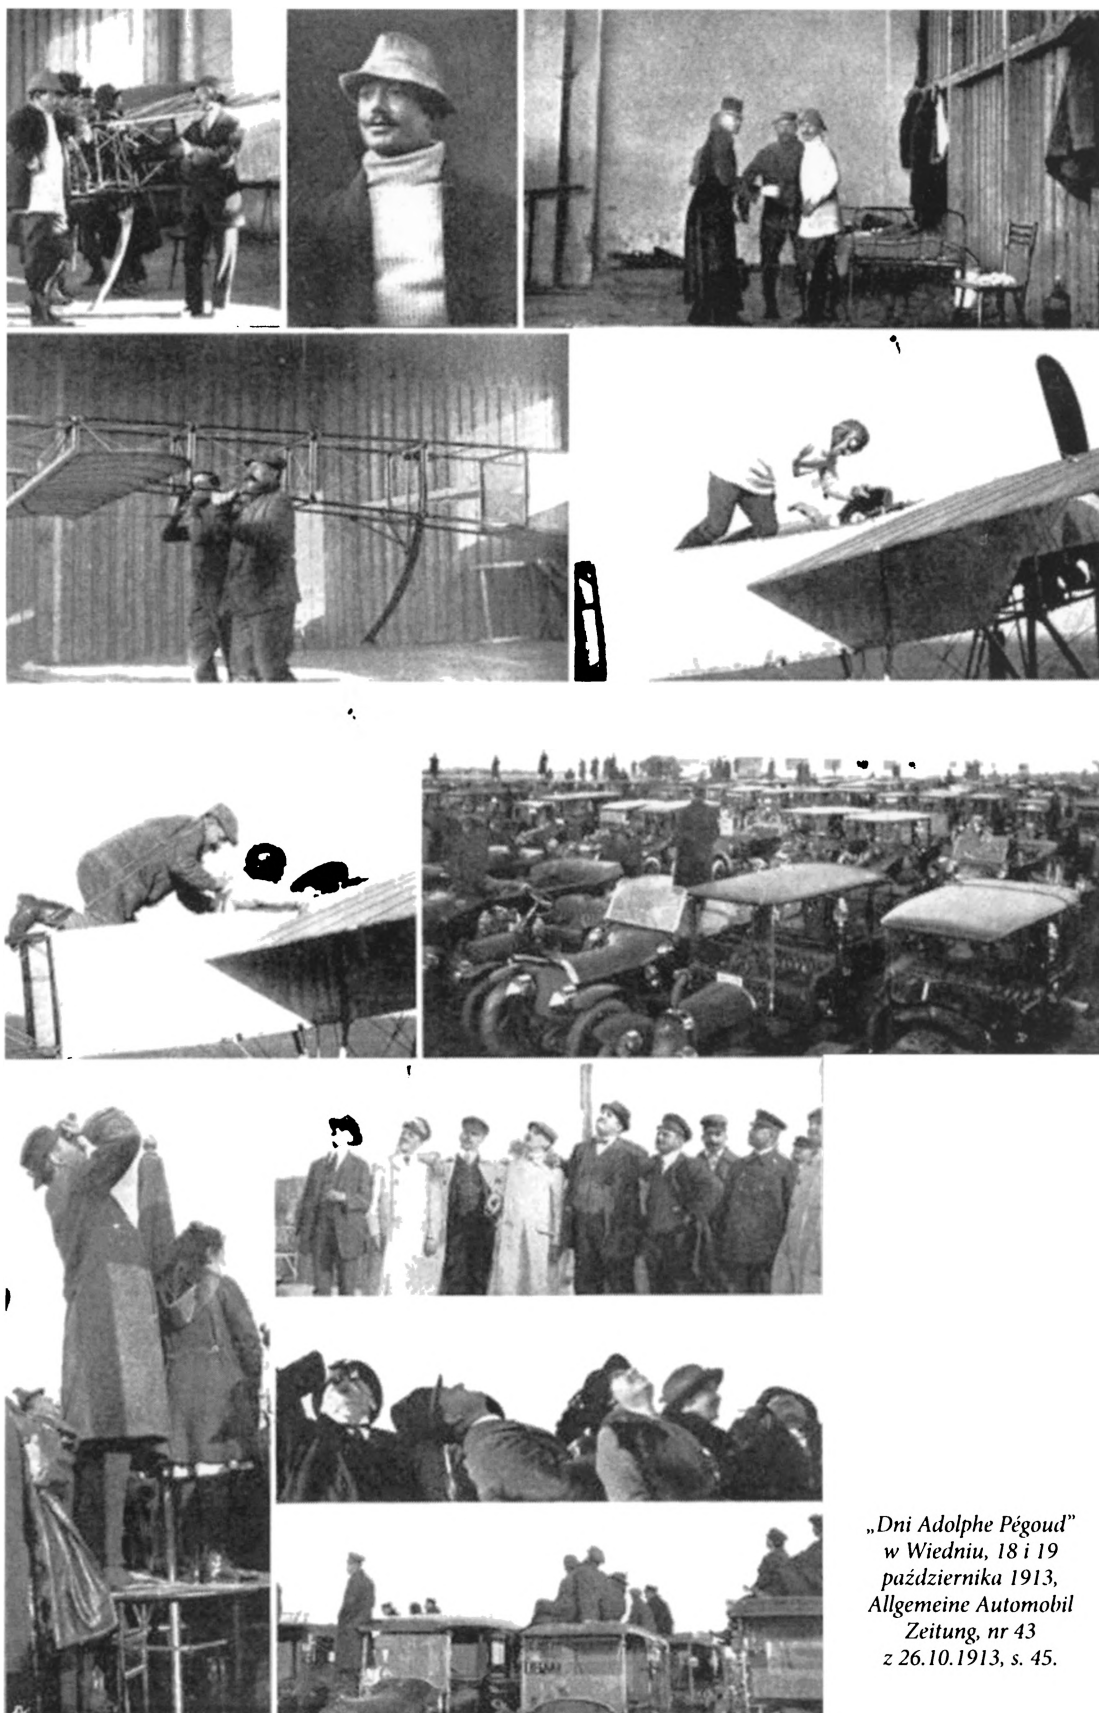 „Dni Adolphe Pégoud”
w Wiedniu, 18 i 19
października 1913,
Allgemeine Automobil
Zeitung, nr 43
z 26.10.1913, s. 45.